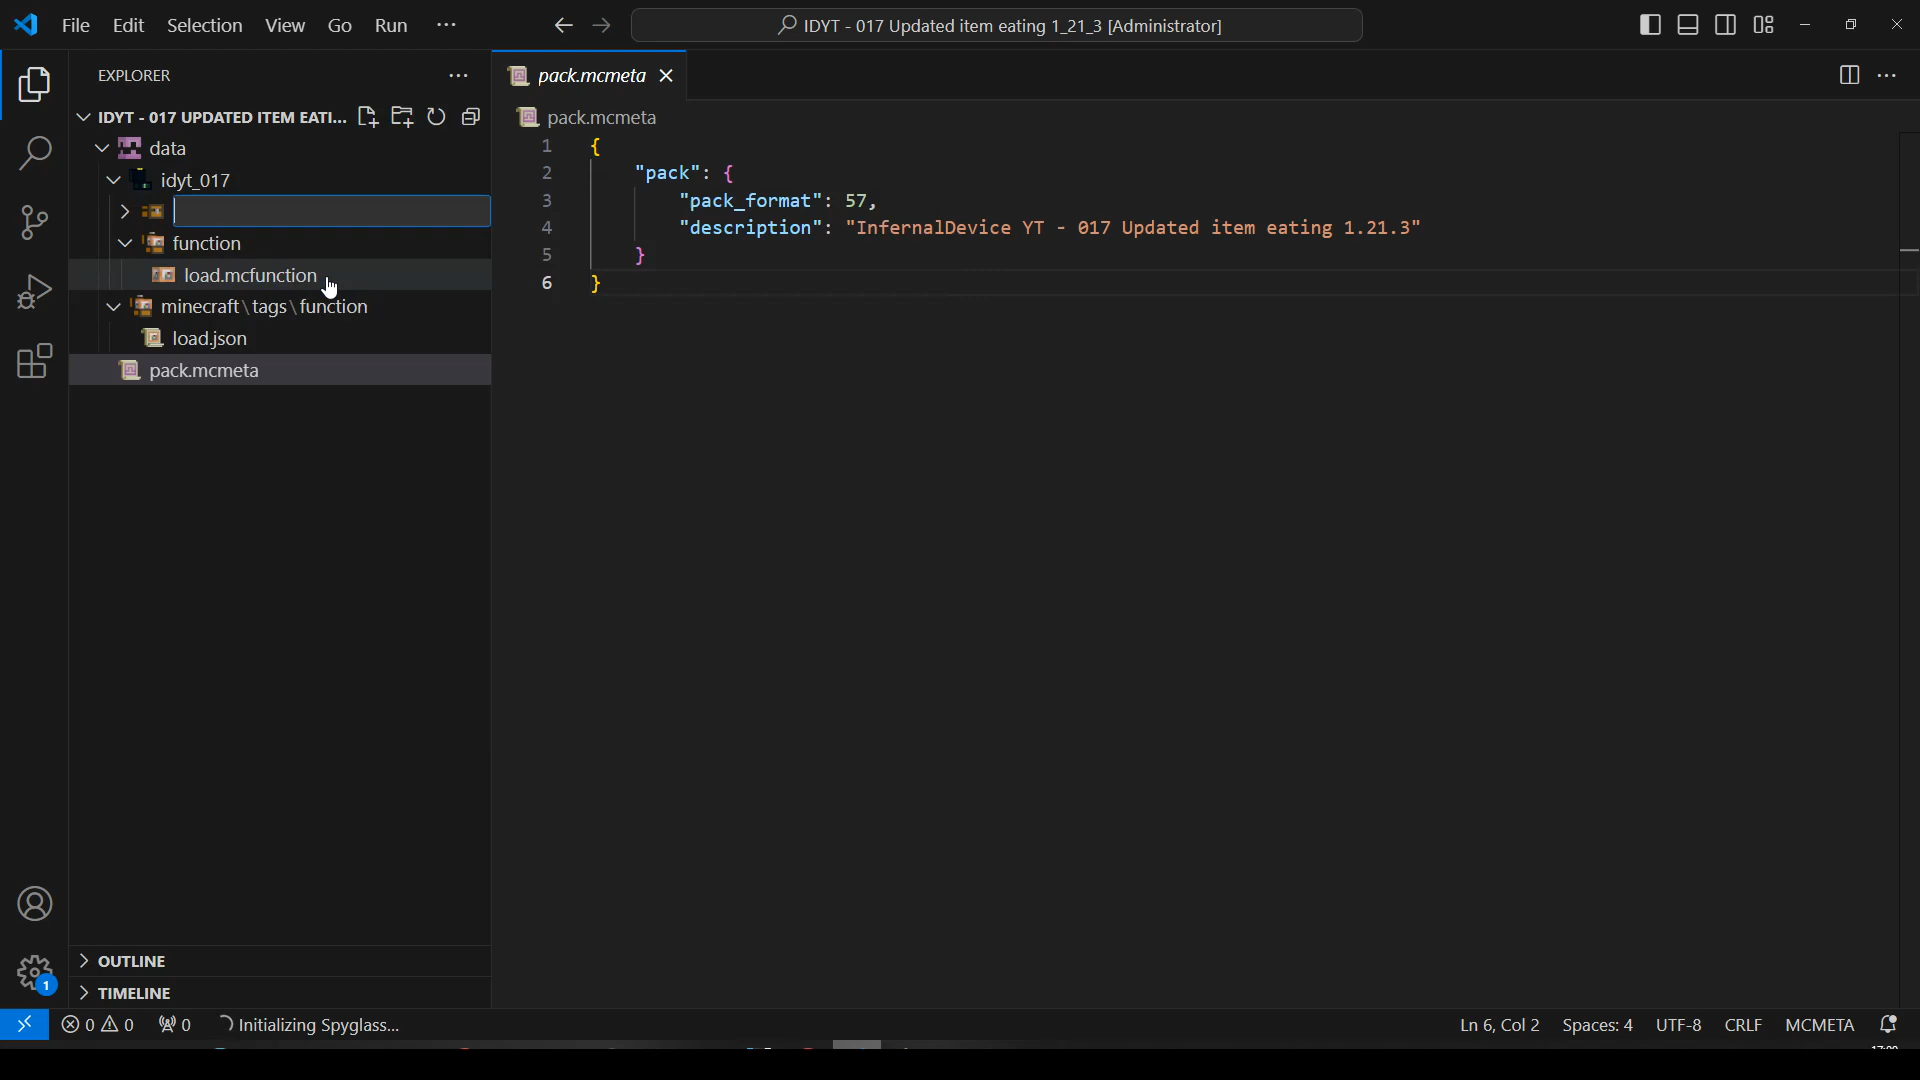 File Edit Selection View Go Run ···
IDYT - 017 Updated item eating 1_21_3 [Administrator]
EXPLORER
IDYT - 017 UPDATED ITEM EATI...
data
idyt_017
function
load.mcfunction
minecraft\tags\function
load.json
pack.mcmeta
OUTLINE
TIMELINE
pack.mcmeta
pack.mcmeta
1 {
2 "pack": {
3 "pack_format": 57,
4 "description": "InfernalDevice YT - 017 Updated item eating 1.21.3"
5 }
6 }
1
0 0 0 Initializing Spyglass...
Ln 6, Col 2 Spaces: 4 UTF-8 CRLF MCMETA